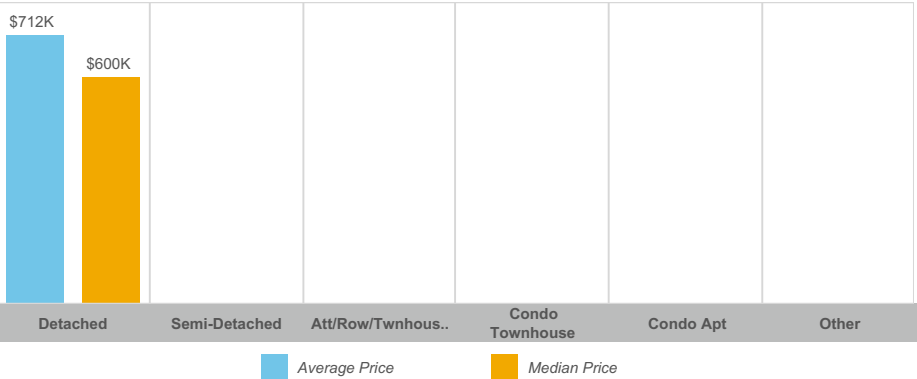 $712K
$600K
Detached
Semi-Detached
Att/Row/Twnhous..
Condo
Townhouse
Condo Apt
Other
Average Price
Median Price